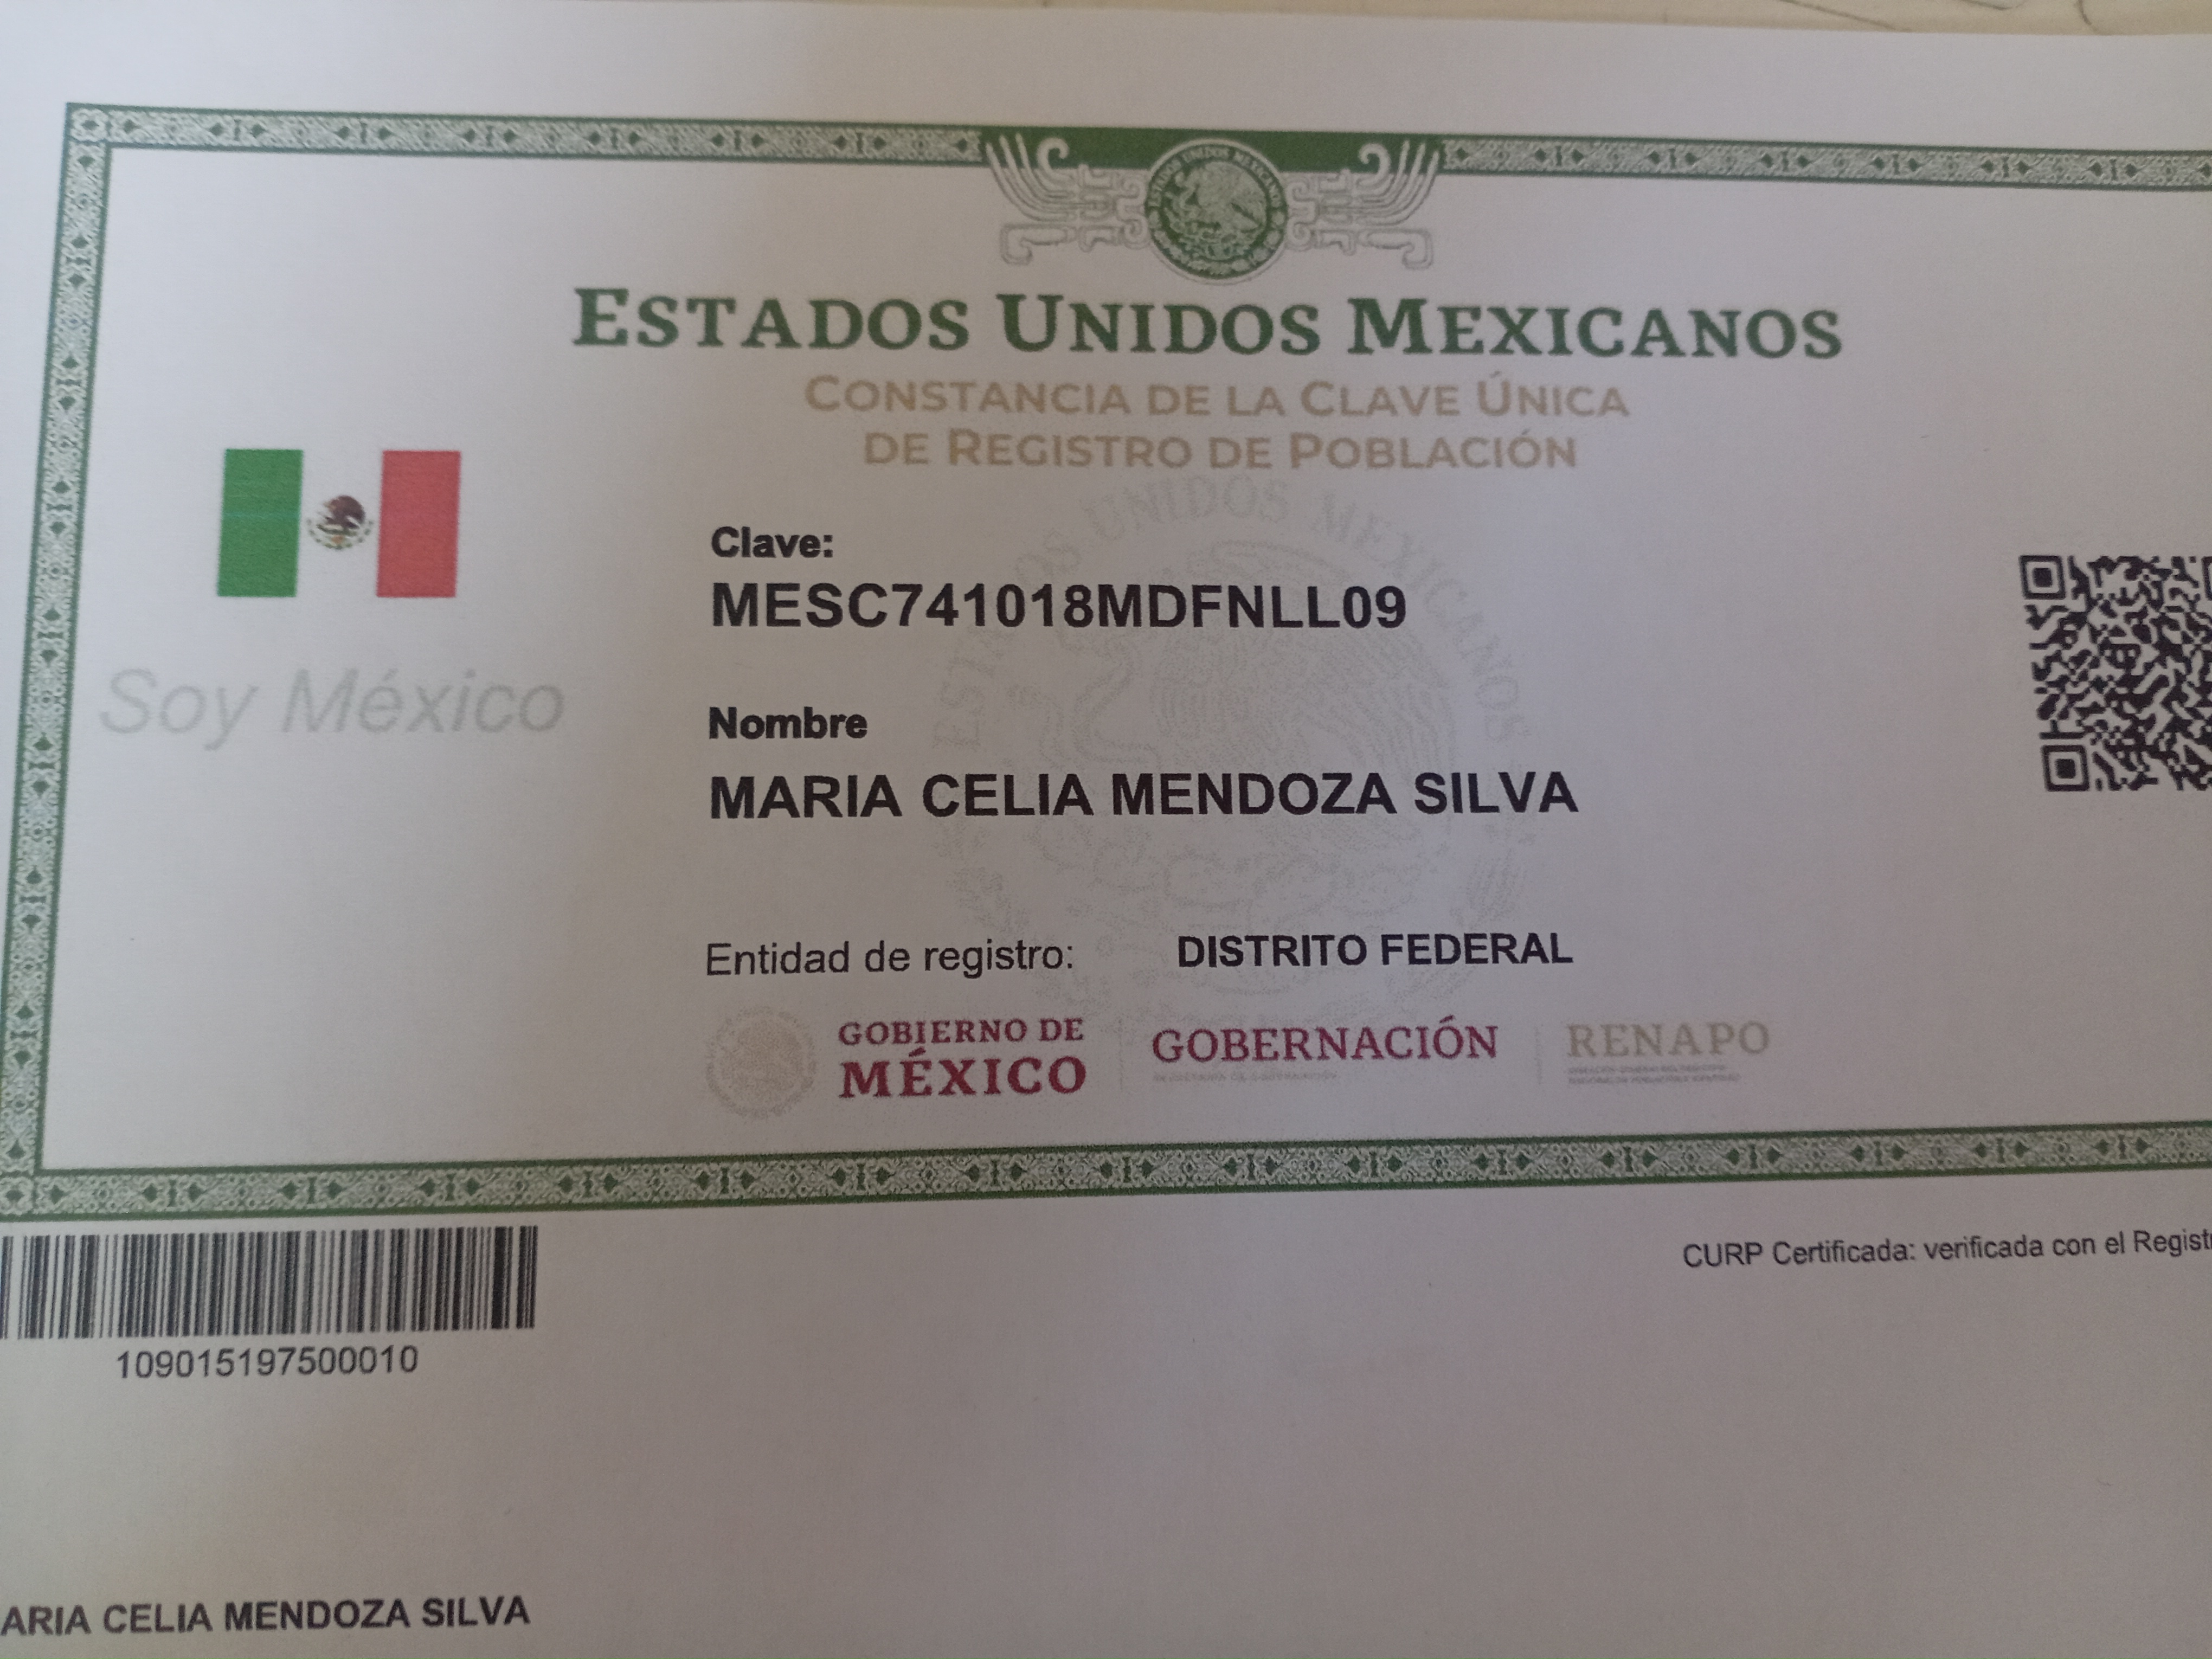 ESTADOS UNIDOS MEXICANOS
CONSTANCIA DE LA CLAVE ÚNICA
DE REGISTRO DE POBLACIÓN
Soy México
Clave:
MESC741018MDFNLL09
Nombre
MARIA CELIA MENDOZA SILVA
Entidad de registro: DISTRITO FEDERAL
GOBIERNO DE MÉXICO
GOBERNACIÓN
RENAPO
109015197500010
CURP Certificada: verificada con el Regist
ARIA CELIA MENDOZA SILVA